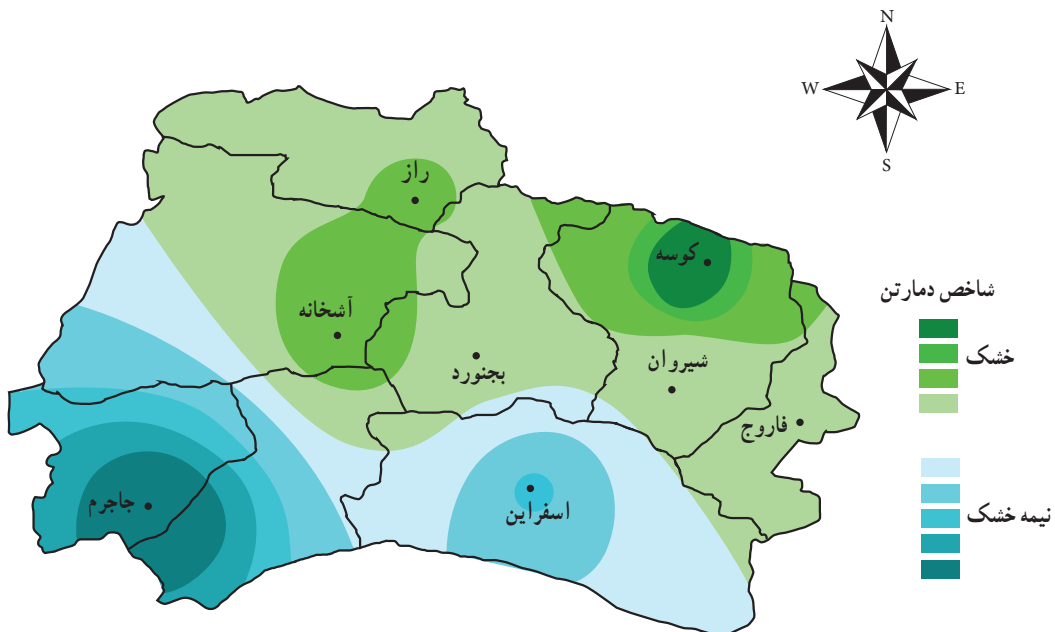 N
W
E
S
راز
کوسه
آشخانه
شیروان
بجنورد
فاروج
جاجرم
اسفراین
شاخص دمارتن
خشک
نیمه خشک